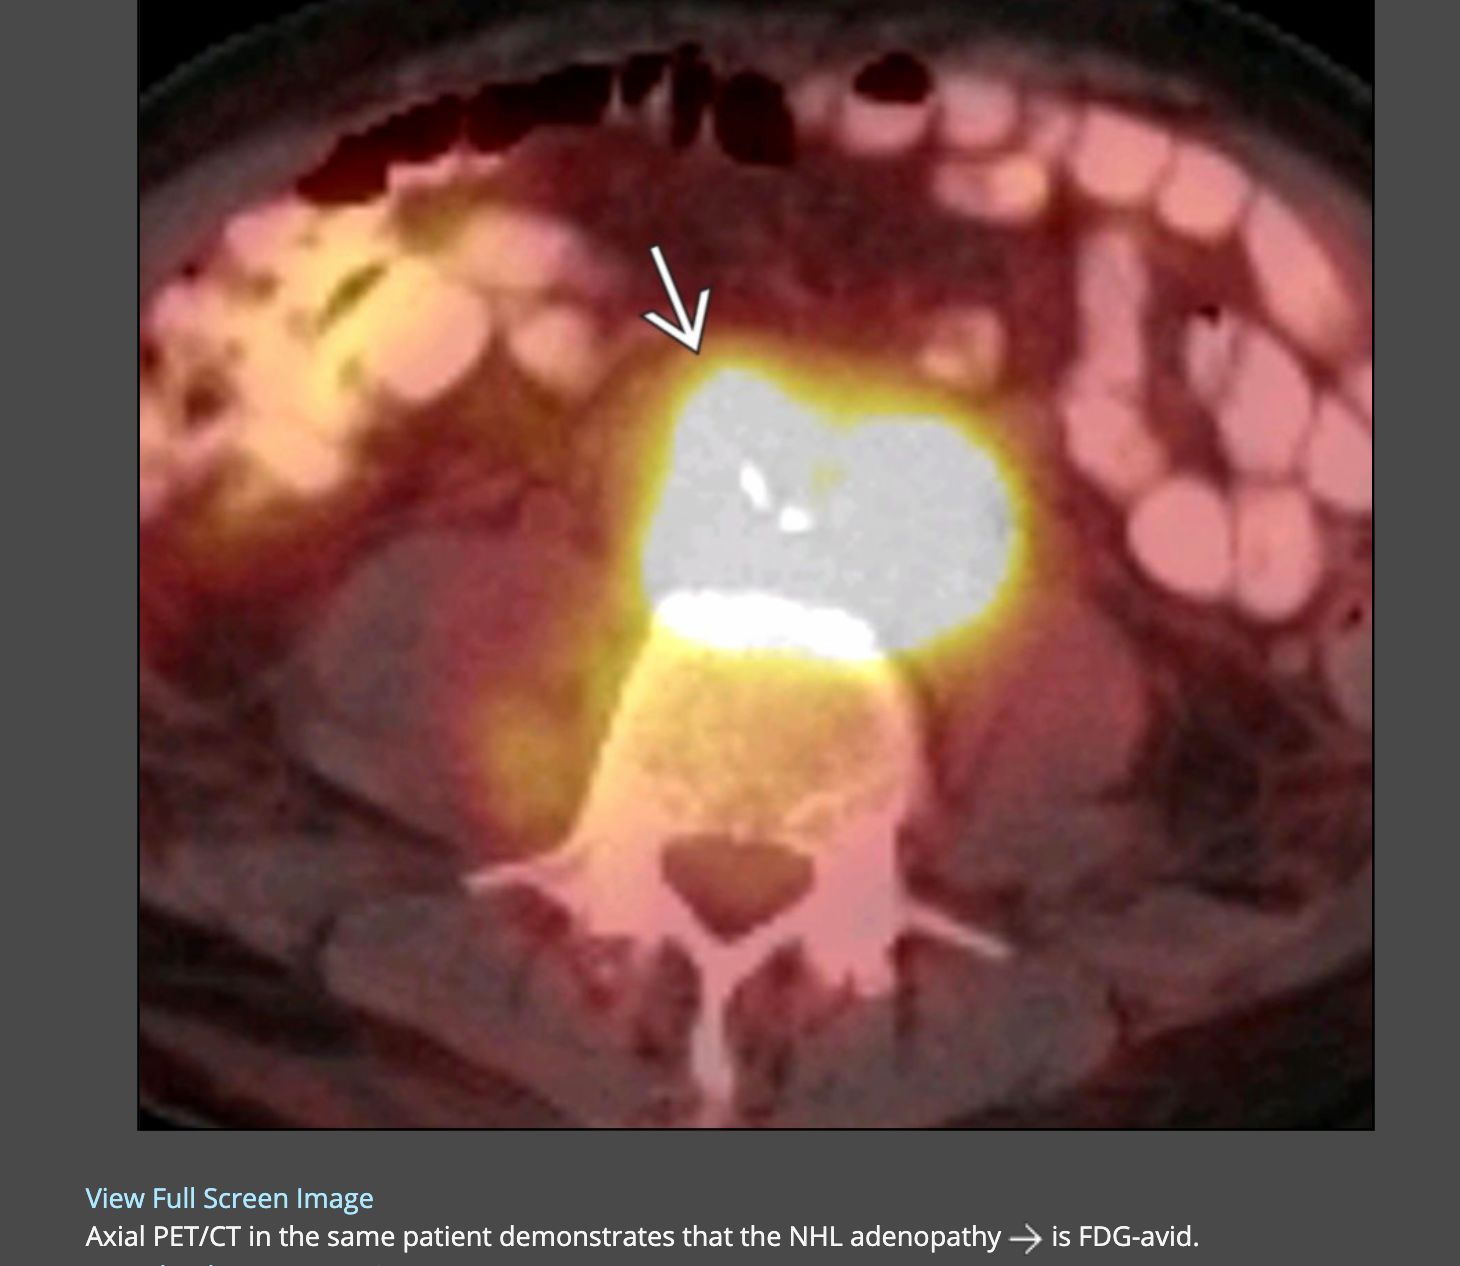 View Full Screen Image
Axial PET/CT in the same patient demonstrates that the NHL adenopathy → is FDG-avid.